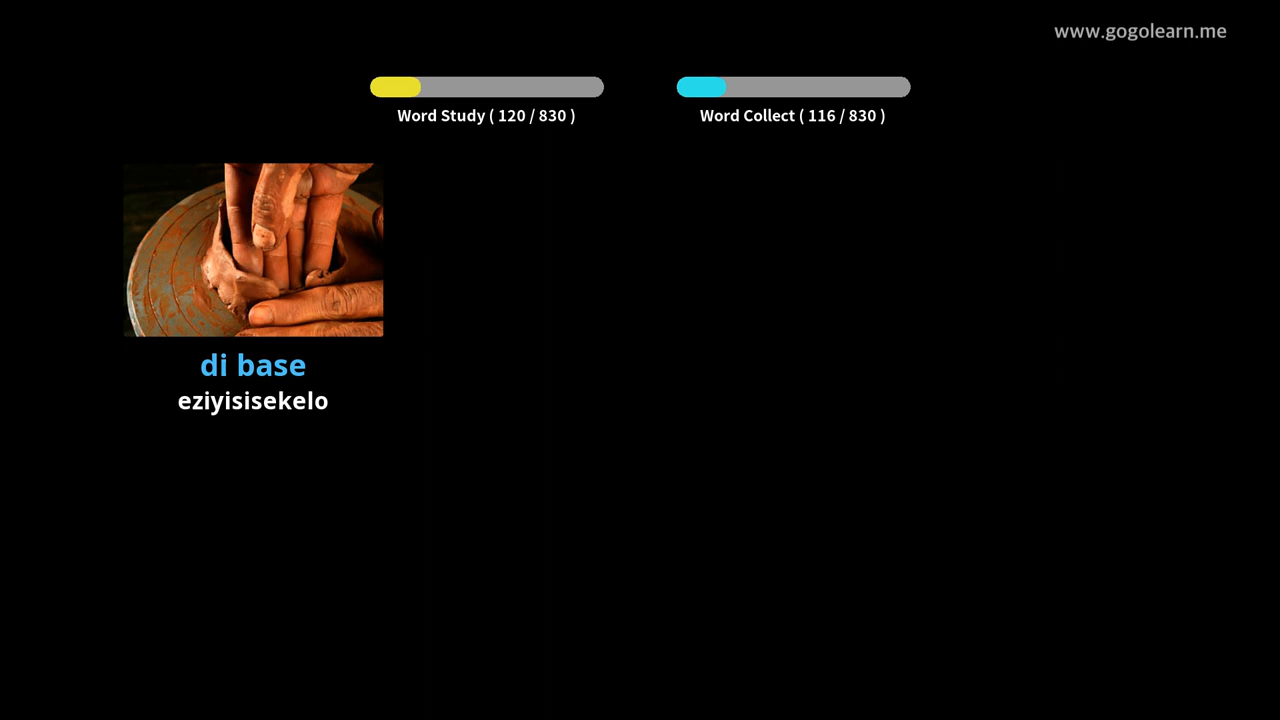 www.gogolearn.me
Word Study ( 120 / 830 )
Word Collect ( 116 / 830 )
di base
eziyisisekelo